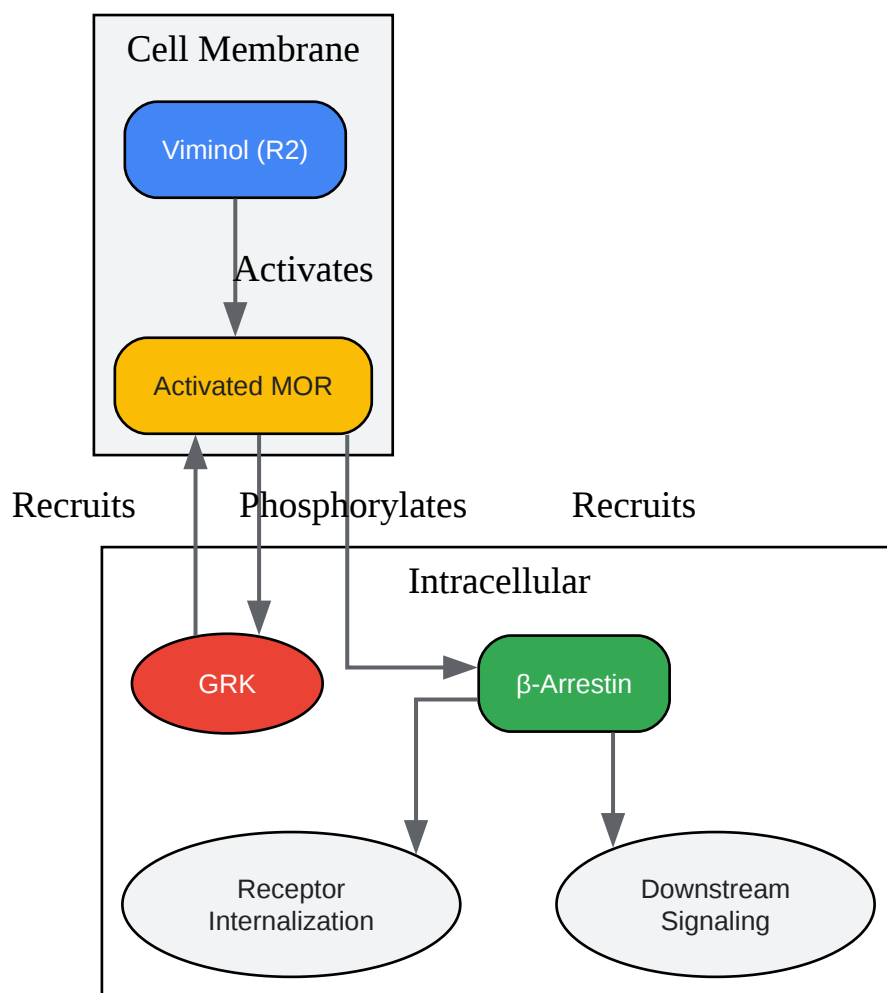 Cell Membrane
Viminol (R2)
Activates
Activated MOR
Recruits
Phosphorylates
Recruits
Intracellular
GRK
β-Arrestin
Receptor
Internalization
Downstream
Signaling